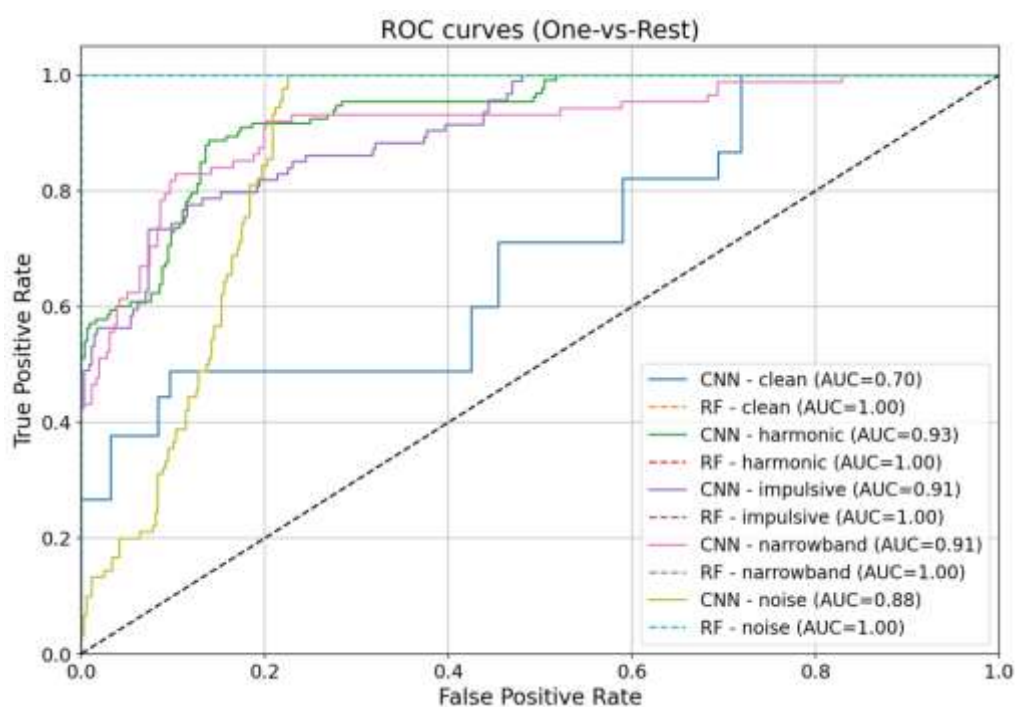 ROC curves (One-vs-Rest)
1.0
0.8
0.6
0.4
0.2
0.0
True Positive Rate
CNN - clean (AUC=0.70)
RF - clean (AUC=1.00)
CNN - harmonic (AUC=0.93)
RF - harmonic (AUC=1.00)
CNN - impulsive (AUC=0.91)
RF - impulsive (AUC=1.00)
CNN - narrowband (AUC=0.91)
RF - narrowband (AUC=1.00)
CNN - noise (AUC=0.88)
RF - noise (AUC=1.00)
0.0 0.2 0.4 0.6 0.8 1.0
False Positive Rate